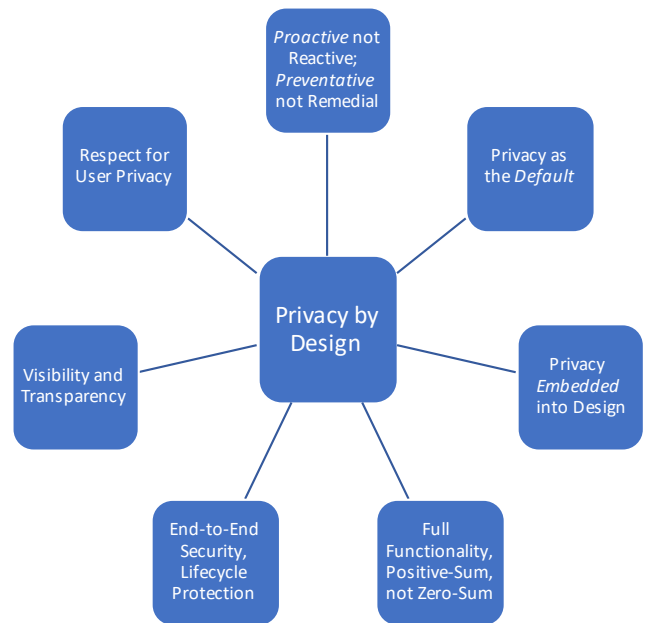 Proactive not
Reactive;
Preventative
not Remedial
Respect for
User Privacy
Privacy as
the Default
Privacy by
Design
Visibility and
Transparency
Privacy
Embedded
into Design
End-to-End
Security,
Lifecycle
Protection
Full
Functionality,
Positive-Sum,
not Zero-Sum